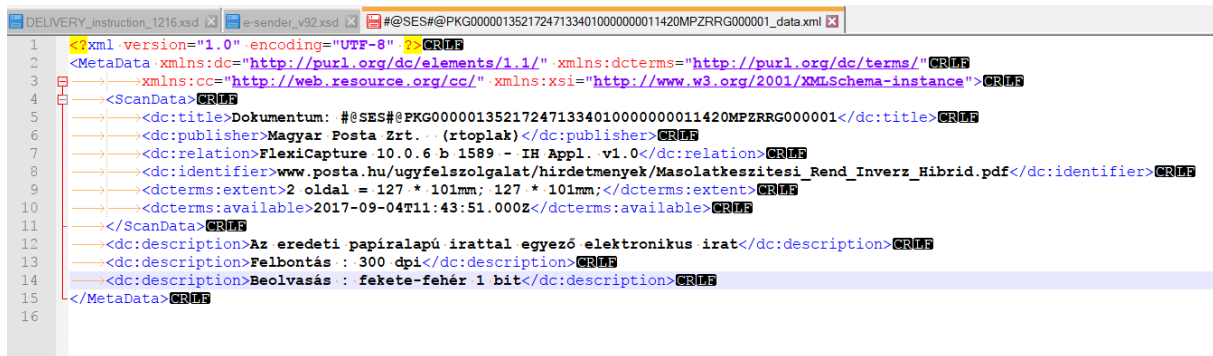 DELIVERY_instruction_1216.xsd e-sender_v92.xsd #@SES#@PKG0000013521724713340100000000011420MPZRRG000001_data.xml
1 <?xml version="1.0" encoding="UTF-8" ?>CRLF
2 <MetaData xmlns:dc="http://purl.org/dc/elements/1.1/" xmlns:dcterms="http://purl.org/dc/terms/"CRLF
3 xmlns:cc="http://web.resource.org/cc/" xmlns:xsi="http://www.w3.org/2001/XMLSchema-instance">CRLF
4 <ScanData>CRLF
5 <dc:title>Dokumentum: #@SES#@PKG0000013521724713340100000000011420MPZRRG000001</dc:title>CRLF
6 <dc:publisher>Magyar Posta Zrt. (rtoplak)</dc:publisher>CRLF
7 <dc:relation>FlexiCapture 10.0.6 b 1589 - IH Appl. v1.0</dc:relation>CRLF
8 <dc:identifier>www.posta.hu/ugyfelszolgalat/hirdetmenyek/Masolatkeszitesi_Rend_Inverz_Hibrid.pdf</dc:identifier>CRLF
9 <dcterms:extent>2 oldal = 127 * 101mm; 127 * 101mm;</dcterms:extent>CRLF
10 <dcterms:available>2017-09-04T11:43:51.000Z</dcterms:available>CRLF
11 </ScanData>CRLF
12 <dc:description>Az eredeti papíralapú irattal egyező elektronikus irat</dc:description>CRLF
13 <dc:description>Felbontás : 300 dpi</dc:description>CRLF
14 <dc:description>Beolvasás : fekete-fehér 1 bit</dc:description>CRLF
15 </MetaData>CRLF
16